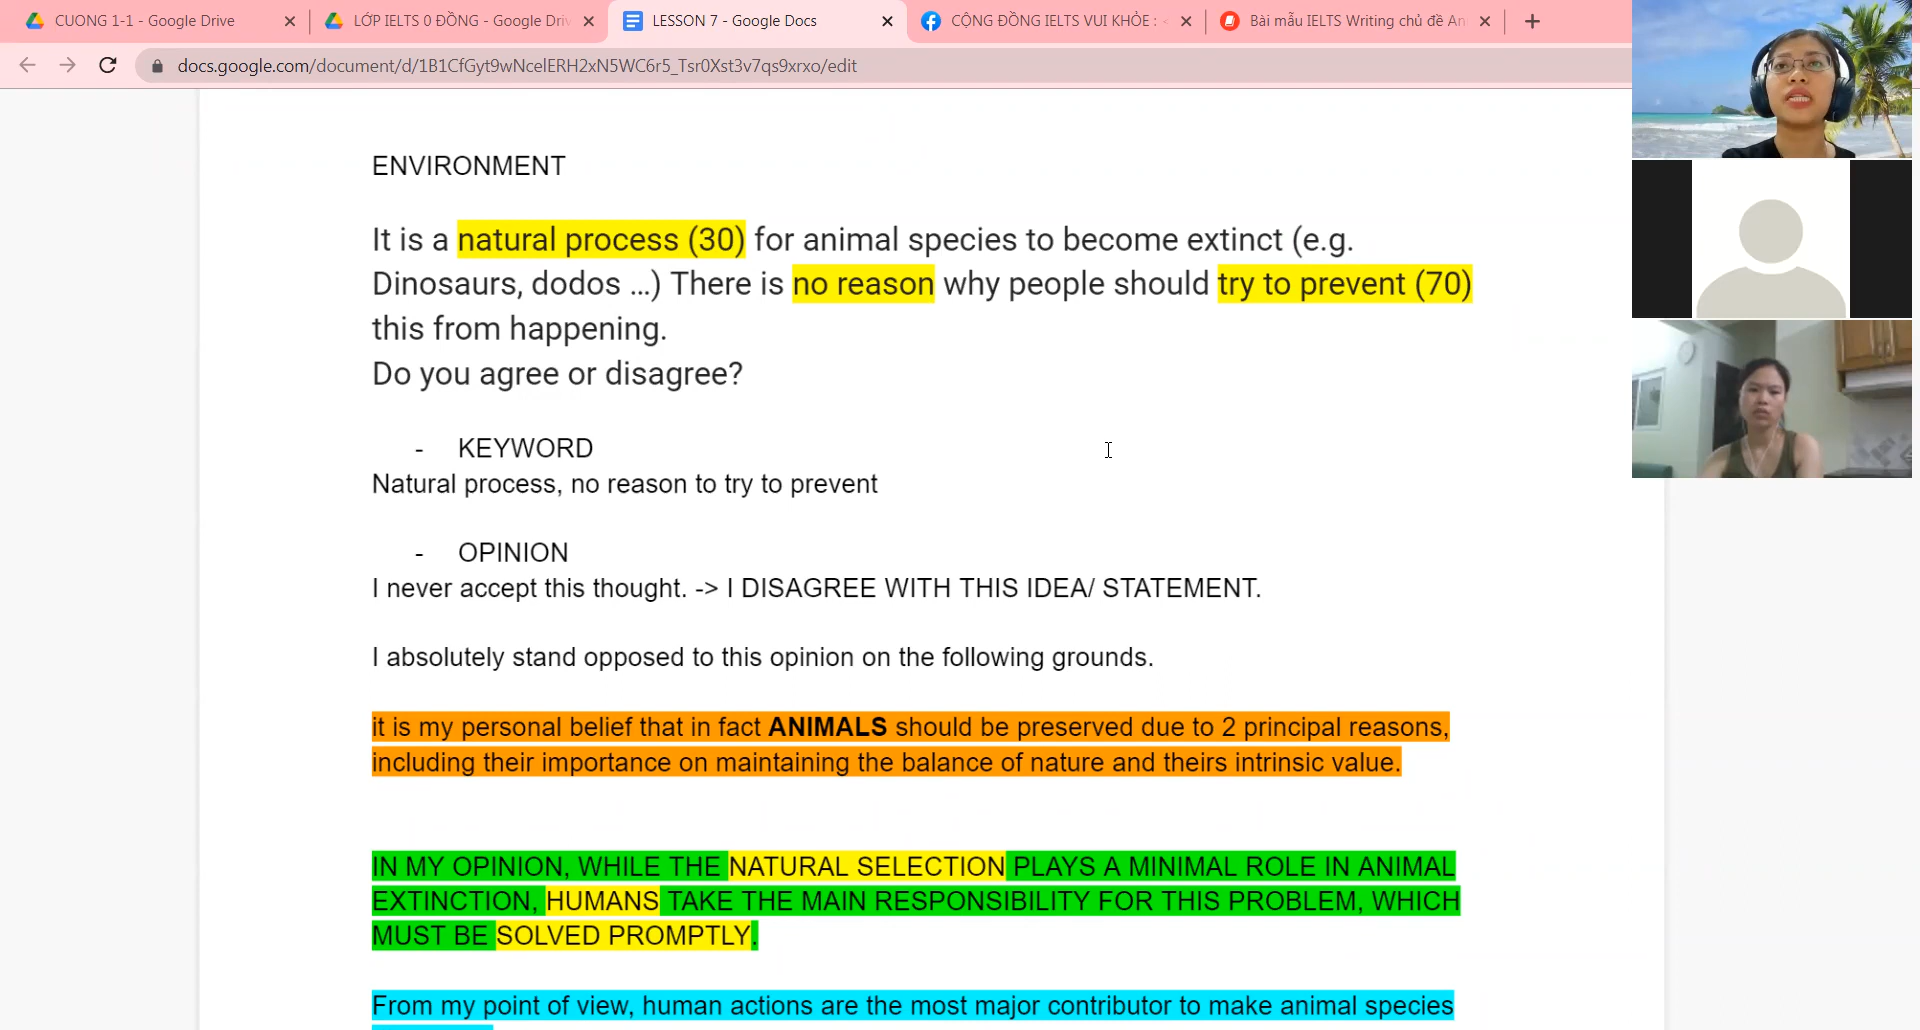 CUONG 1-1 - Google Drive
LỚP IELTS 0 ĐỒNG - Google Driv
LESSON 7 - Google Docs
CỘNG ĐỒNG IELTS VUI KHỎE :
Bài mẫu IELTS Writing chủ đề An
docs.google.com/document/d/1B1CfGyt9wNcelERH2xN5WC6r5_Tsr0Xst3v7qs9xrxo/edit
ENVIRONMENT
It is a natural process (30) for animal species to become extinct (e.g.
Dinosaurs, dodos ...) There is no reason why people should try to prevent (70)
this from happening.
Do you agree or disagree?
- KEYWORD
Natural process, no reason to try to prevent
- OPINION
I never accept this thought. -> I DISAGREE WITH THIS IDEA/ STATEMENT.
I absolutely stand opposed to this opinion on the following grounds.
it is my personal belief that in fact ANIMALS should be preserved due to 2 principal reasons,
including their importance on maintaining the balance of nature and theirs intrinsic value.
IN MY OPINION, WHILE THE NATURAL SELECTION PLAYS A MINIMAL ROLE IN ANIMAL
EXTINCTION, HUMANS TAKE THE MAIN RESPONSIBILITY FOR THIS PROBLEM, WHICH
MUST BE SOLVED PROMPTLY.
From my point of view, human actions are the most major contributor to make animal species